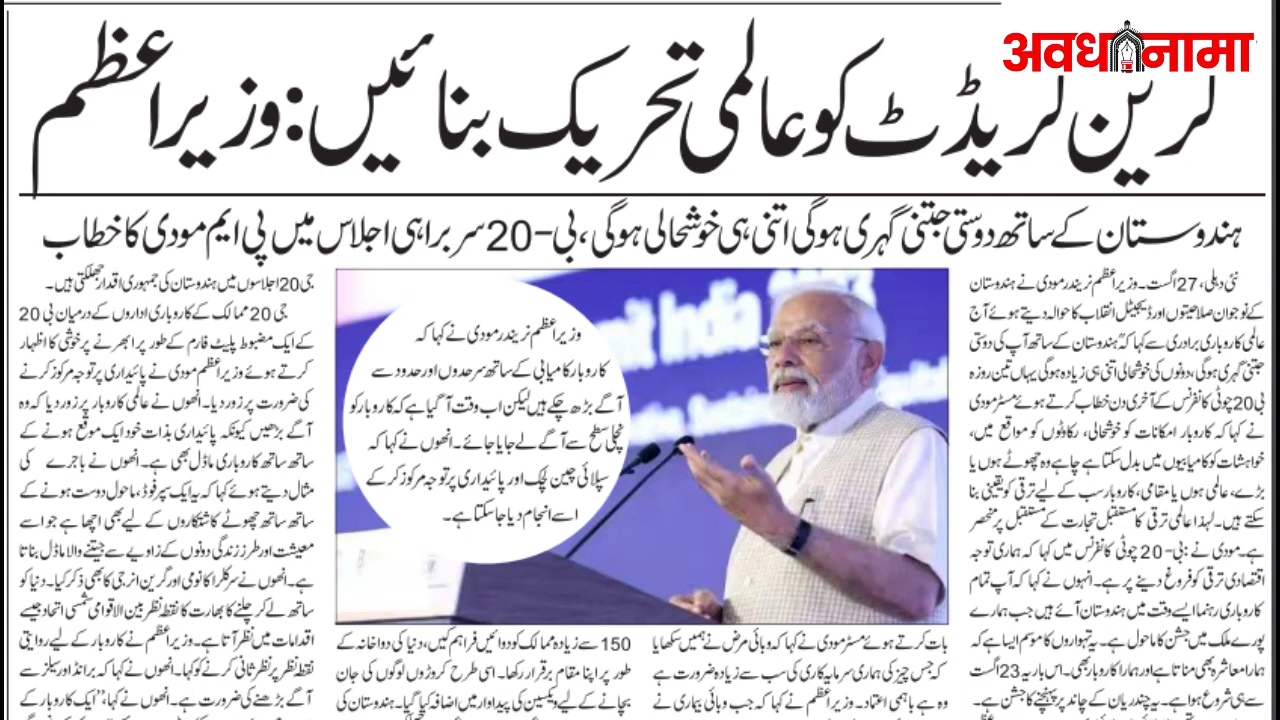 अवधनामा
گرین کریڈٹ کو عالمی تحریک بنائیں: وزیراعظم
ہندوستان کے ساتھ دوستی جتنی گہری ہوگی اتنی ہی خوشحالی ہوگی، بی-20 سربراہی اجلاس میں پی ایم مودی کا خطاب
نئی دہلی، 27 اگست۔ وزیراعظم نریندر مودی نے ہندوستان
کے نوجوان صلاحیتوں اور ڈیجیٹل انقلاب کا حوالہ دیتے ہوئے آج
عالمی کاروباری برادری سے کہا کہ ”ہندوستان کے ساتھ آپ کی دوستی
جتنی گہری ہوگی، دونوں کی خوشحالی اتنی ہی زیادہ ہوگی یہاں تین روزہ
بی20 چوٹی کانفرنس کے آخری دن خطاب کرتے ہوئے مسٹر مودی
نے کہا کہ کاروبار امکانات کو خوشحالی، رکاوٹوں کو مواقع میں،
خواہشات کو کامیابیوں میں بدل سکتا ہے چاہے وہ چھوٹے ہوں یا
بڑے، عالمی ہوں یا مقامی، کاروبار سب کے لیے ترقی کو یقینی بنا
سکتے ہیں۔ لہذا عالمی ترقی کا مستقبل تجارت کے مستقبل پر منحصر
ہے۔ مودی نے : بی-20 چوٹی کانفرنس میں کہا کہ ہماری توجہ
اقتصادی ترقی کو فروغ دینے پر ہے۔ انہوں نے کہا کہ آپ تمام
کاروباری رہنما ایسے وقت میں ہندوستان آئے ہیں جب ہمارے
پورے ملک میں جشن کا ماحول ہے۔ یہ تہواروں کا موسم ایسا ہے کہ
ہمارا معاشرہ بھی مناتا ہے اور ہمارا کاروبار بھی۔ اس بار یہ 23 اگست
سے ہی شروع ہوا ہے۔ یہ چندریان کے چاند پر پہنچنے کا جشن ہے۔
وزیراعظم نریندر مودی نے کہا کہ
کاروبار کامیابی کے ساتھ سرحدوں اور حدود سے
آگے بڑھ چکے ہیں لیکن اب وقت آگیا ہے کہ کاروبار کو
نچلی سطح سے آگے لے جایا جائے۔ انھوں نے کہا کہ
سپلائی چین لچک اور پائیداری پر توجہ مرکوز کر کے
اسے انجام دیا جا سکتا ہے۔
بات کرتے ہوئے مسٹر مودی نے کہا کہ وبائی مرض نے ہمیں سکھایا
کہ جس چیز کی ہماری سرمایہ کاری کی سب سے زیادہ ضرورت ہے
وہ ہے باہمی اعتماد۔ وزیراعظم نے کہا کہ جب وبائی بیماری نے
150 سے زیادہ ممالک کو دوائیں فراہم کیں، دنیا کی دواخانہ کے
طور پر اپنا مقام برقرار رکھا۔ اسی طرح کروڑوں لوگوں کی جان
بچانے کے لیے ویکسین کی پیداوار میں اضافہ کیا گیا۔ ہندوستان کی
جی20 اجلاسوں میں ہندوستان کی جمہوری اقدار جھلکتی ہیں۔
جی 20 ممالک کے کاروباری اداروں کے درمیان بی 20
کے ایک مضبوط پلیٹ فارم کے طور پر ابھرنے پر خوشی کا اظہار
کرتے ہوئے وزیراعظم مودی نے پائیداری پر توجہ مرکوز کرنے
کی ضرورت پر زور دیا۔ انھوں نے عالمی کاروبار پر زور دیا کہ وہ
آگے بڑھیں کیونکہ پائیداری بذات خود ایک موقع ہونے کے
ساتھ ساتھ کاروباری ماڈل بھی ہے۔ انھوں نے باجرے کی
مثال دیتے ہوئے کہا کہ یہ ایک سپر فوڈ، ماحول دوست ہونے کے
ساتھ ساتھ چھوٹے کاشتکاروں کے لیے بھی اچھا ہے جو اسے
معیشت اور طرز زندگی دونوں کے زاویے سے جیتنے والا ماڈل بناتا
ہے۔ انھوں نے سرکلر اکانومی اور گرین انرجی کا بھی ذکر کیا۔ دنیا کو
ساتھ لے کر چلنے کا بھارت کا نقطہ نظر بین الاقوامی شمسی اتحاد جیسے
اقدامات میں نظر آتا ہے۔ وزیراعظم نے کاروبار کے لیے روایتی
نقطہ نظر پر نظر ثانی کرنے کو کہا۔ انھوں نے کہا کہ برانڈ اور سیلز سے
آگے بڑھنے کی ضرورت ہے۔ انھوں نے کہا، ”ایک کاروبار کے